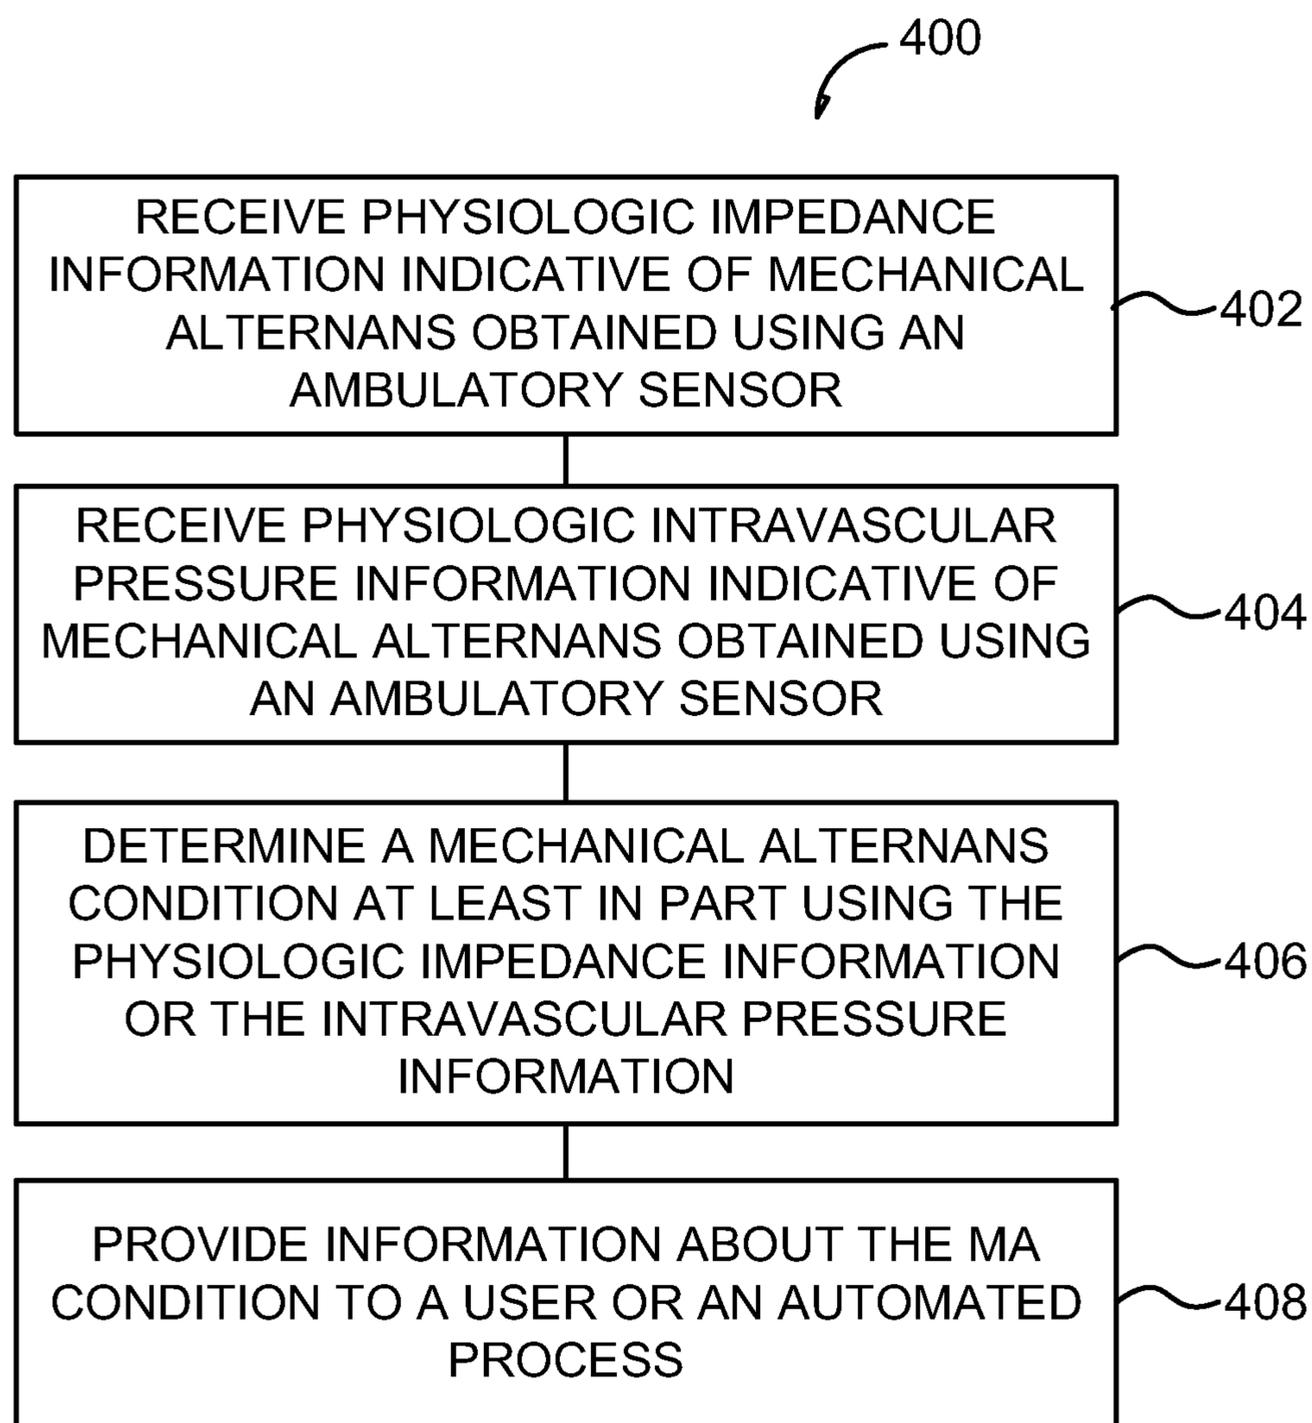 400
RECEIVE PHYSIOLOGIC IMPEDANCE
INFORMATION INDICATIVE OF MECHANICAL
ALTERNANS OBTAINED USING AN
AMBULATORY SENSOR
402
RECEIVE PHYSIOLOGIC INTRAVASCULAR
PRESSURE INFORMATION INDICATIVE OF
MECHANICAL ALTERNANS OBTAINED USING
AN AMBULATORY SENSOR
404
DETERMINE A MECHANICAL ALTERNANS
CONDITION AT LEAST IN PART USING THE
PHYSIOLOGIC IMPEDANCE INFORMATION
OR THE INTRAVASCULAR PRESSURE
INFORMATION
406
PROVIDE INFORMATION ABOUT THE MA
CONDITION TO A USER OR AN AUTOMATED
PROCESS
408